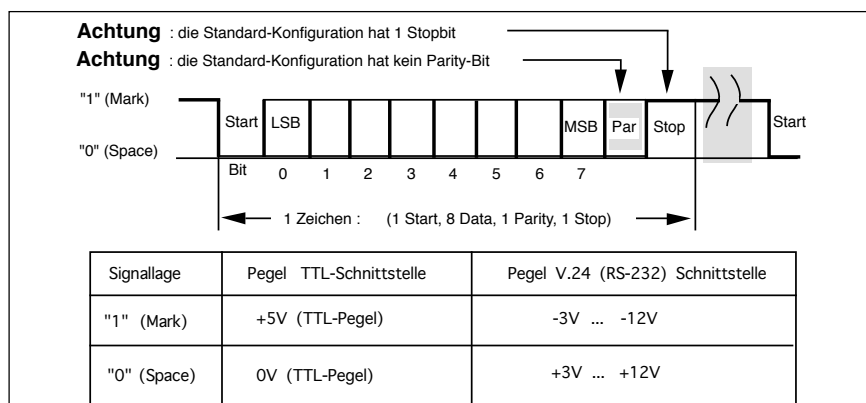 Achtung : die Standard-Konfiguration hat 1 Stopbit
Achtung : die Standard-Konfiguration hat kein Parity-Bit
"1" (Mark)
Start LSB MSB Par Stop Start
"0" (Space)
Bit 0 1 2 3 4 5 6 7
1 Zeichen : (1 Start, 8 Data, 1 Parity, 1 Stop)
Signallage Pegel TTL-Schnittstelle Pegel V.24 (RS-232) Schnittstelle
"1" (Mark) +5V (TTL-Pegel) -3V ... -12V
"0" (Space) 0V (TTL-Pegel) +3V ... +12V